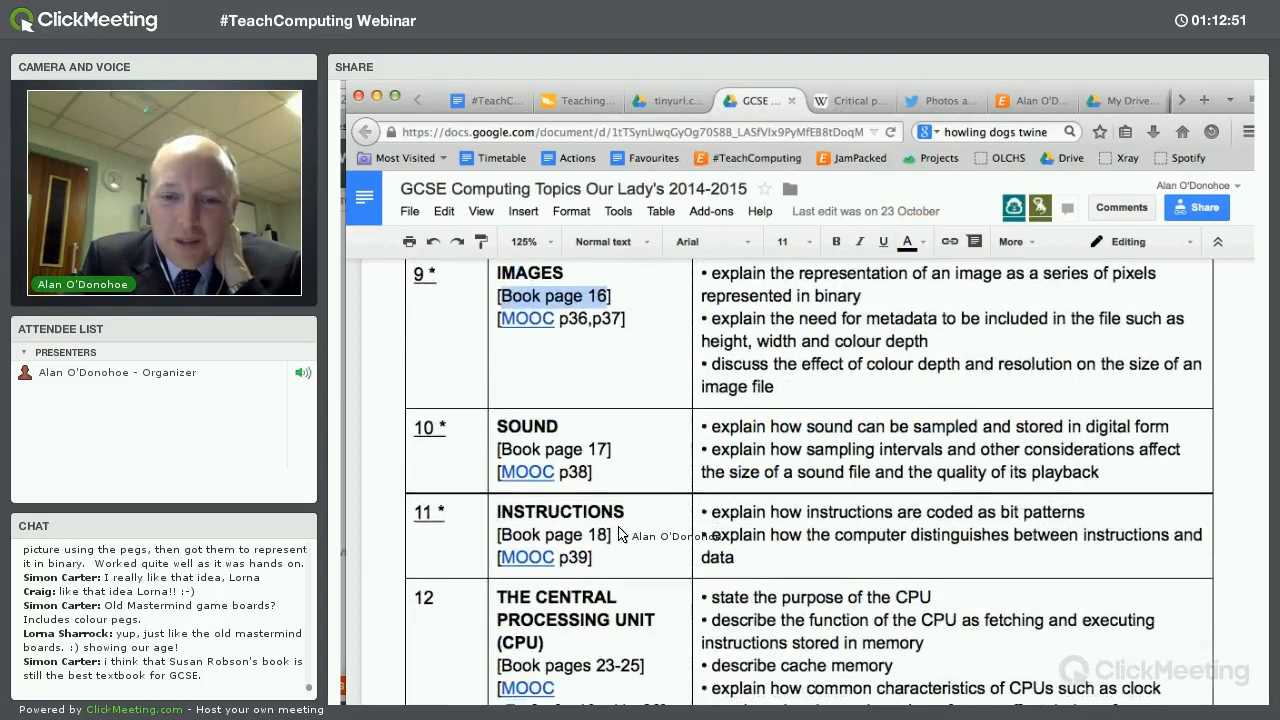 ClickMeeting
#TeachComputing Webinar
01:12:51
CAMERA AND VOICE
Alan O'Donohoe
ATTENDEE LIST
PRESENTERS
Alan O'Donohoe - Organizer
CHAT
picture using the pegs, then got them to represent
it in binary. Worked quite well as it was hands on.
Simon Carter: I really like that idea, Lorna
Craig: like that idea Lorna!! :-)
Simon Carter: Old Mastermind game boards?
Includes colour pegs.
Lorna Sharrock: yup, just like the old mastermind
boards. :) showing our age!
Simon Carter: i think that Susan Robson's book is
still the best textbook for GCSE.
Powered by ClickMeeting.com - Host your own meeting
SHARE
#TeachC... Teaching... tinyurl.c... GCSE ... Critical p... Photos a... Alan O'D... My Drive...
howling dogs twine
Most Visited Timetable Actions Favourites #TeachComputing JamPacked Projects OLCHS Drive Xray Spotify
GCSE Computing Topics Our Lady's 2014-2015
Alan O'Donohoe
File Edit View Insert Format Tools Table Add-ons Help Last edit was on 23 October
Comments Share
125% Normal text Arial 11 B I U A More Editing
9 * IMAGES
[Book page 16]
[MOOC p36,p37]
• explain the representation of an image as a series of pixels
represented in binary
• explain the need for metadata to be included in the file such as
height, width and colour depth
• discuss the effect of colour depth and resolution on the size of an
image file
10 * SOUND
[Book page 17]
[MOOC p38]
• explain how sound can be sampled and stored in digital form
• explain how sampling intervals and other considerations affect
the size of a sound file and the quality of its playback
11 * INSTRUCTIONS
[Book page 18]
[MOOC p39]
Alan O'Donohoe
• explain how instructions are coded as bit patterns
• explain how the computer distinguishes between instructions and
data
12 THE CENTRAL
PROCESSING UNIT
(CPU)
[Book pages 23-25]
[MOOC
• state the purpose of the CPU
• describe the function of the CPU as fetching and executing
instructions stored in memory
• describe cache memory
• explain how common characteristics of CPUs such as clock
ClickMeeting